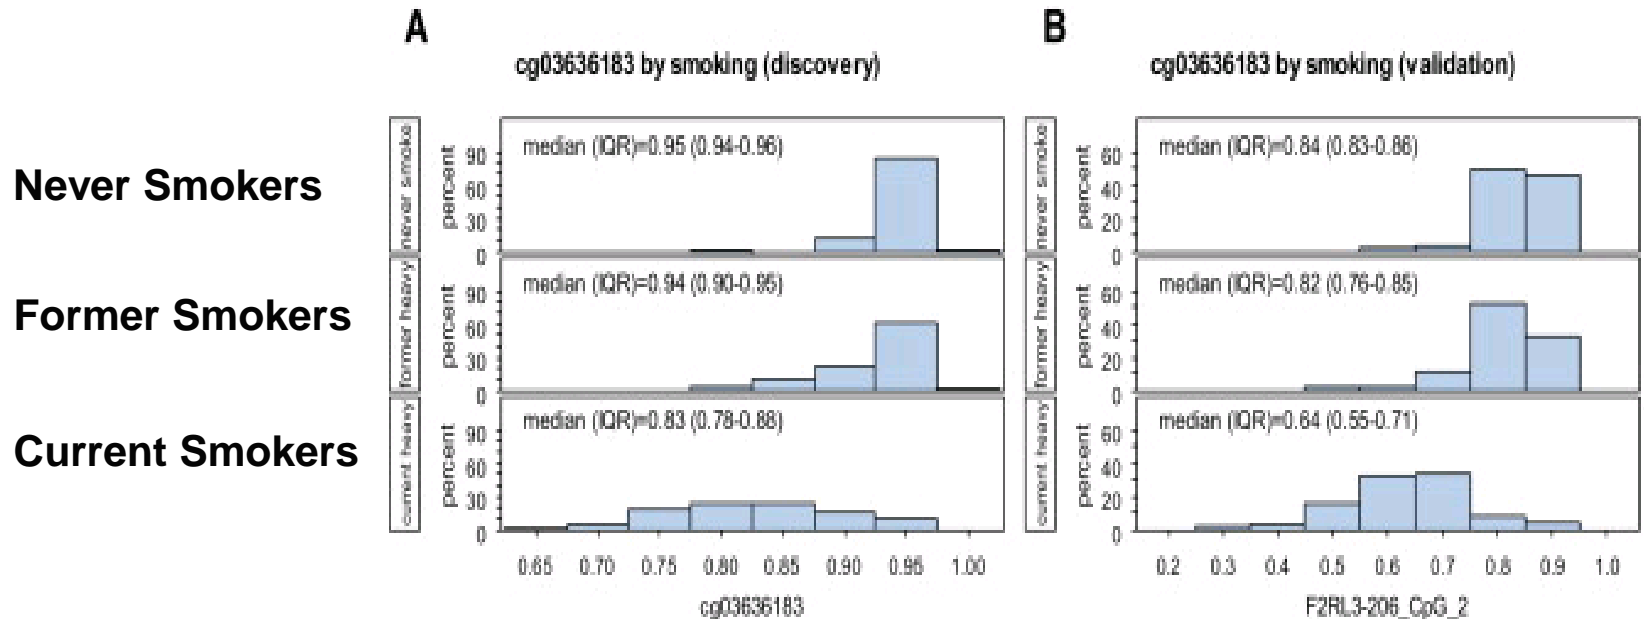 A
B
cg03636183 by smoking (discovery)
cg03636183 by smoking (validation)
Never Smokers
never smoke
percent
90
60
30
0
median (IQR)=0.95 (0.94-0.96)
never smoke
percent
60
40
20
0
median (IQR)=0.84 (0.83-0.86)
Former Smokers
former heavy
percent
0
90
60
30
0
median (IQR)=0.94 (0.90-0.95)
former heavy
percent
0
60
40
20
0
median (IQR)=0.82 (0.76-0.85)
Current Smokers
current heavy
percent
0
90
60
30
0
median (IQR)=0.83 (0.78-0.88)
current heavy
percent
0
60
40
20
0
median (IQR)=0.64 (0.55-0.71)
0.65 0.70 0.75 0.80 0.85 0.90 0.95 1.00
0.2 0.3 0.4 0.5 0.6 0.7 0.8 0.9 1.0
cg03636183
F2RL3-206_CpG_2